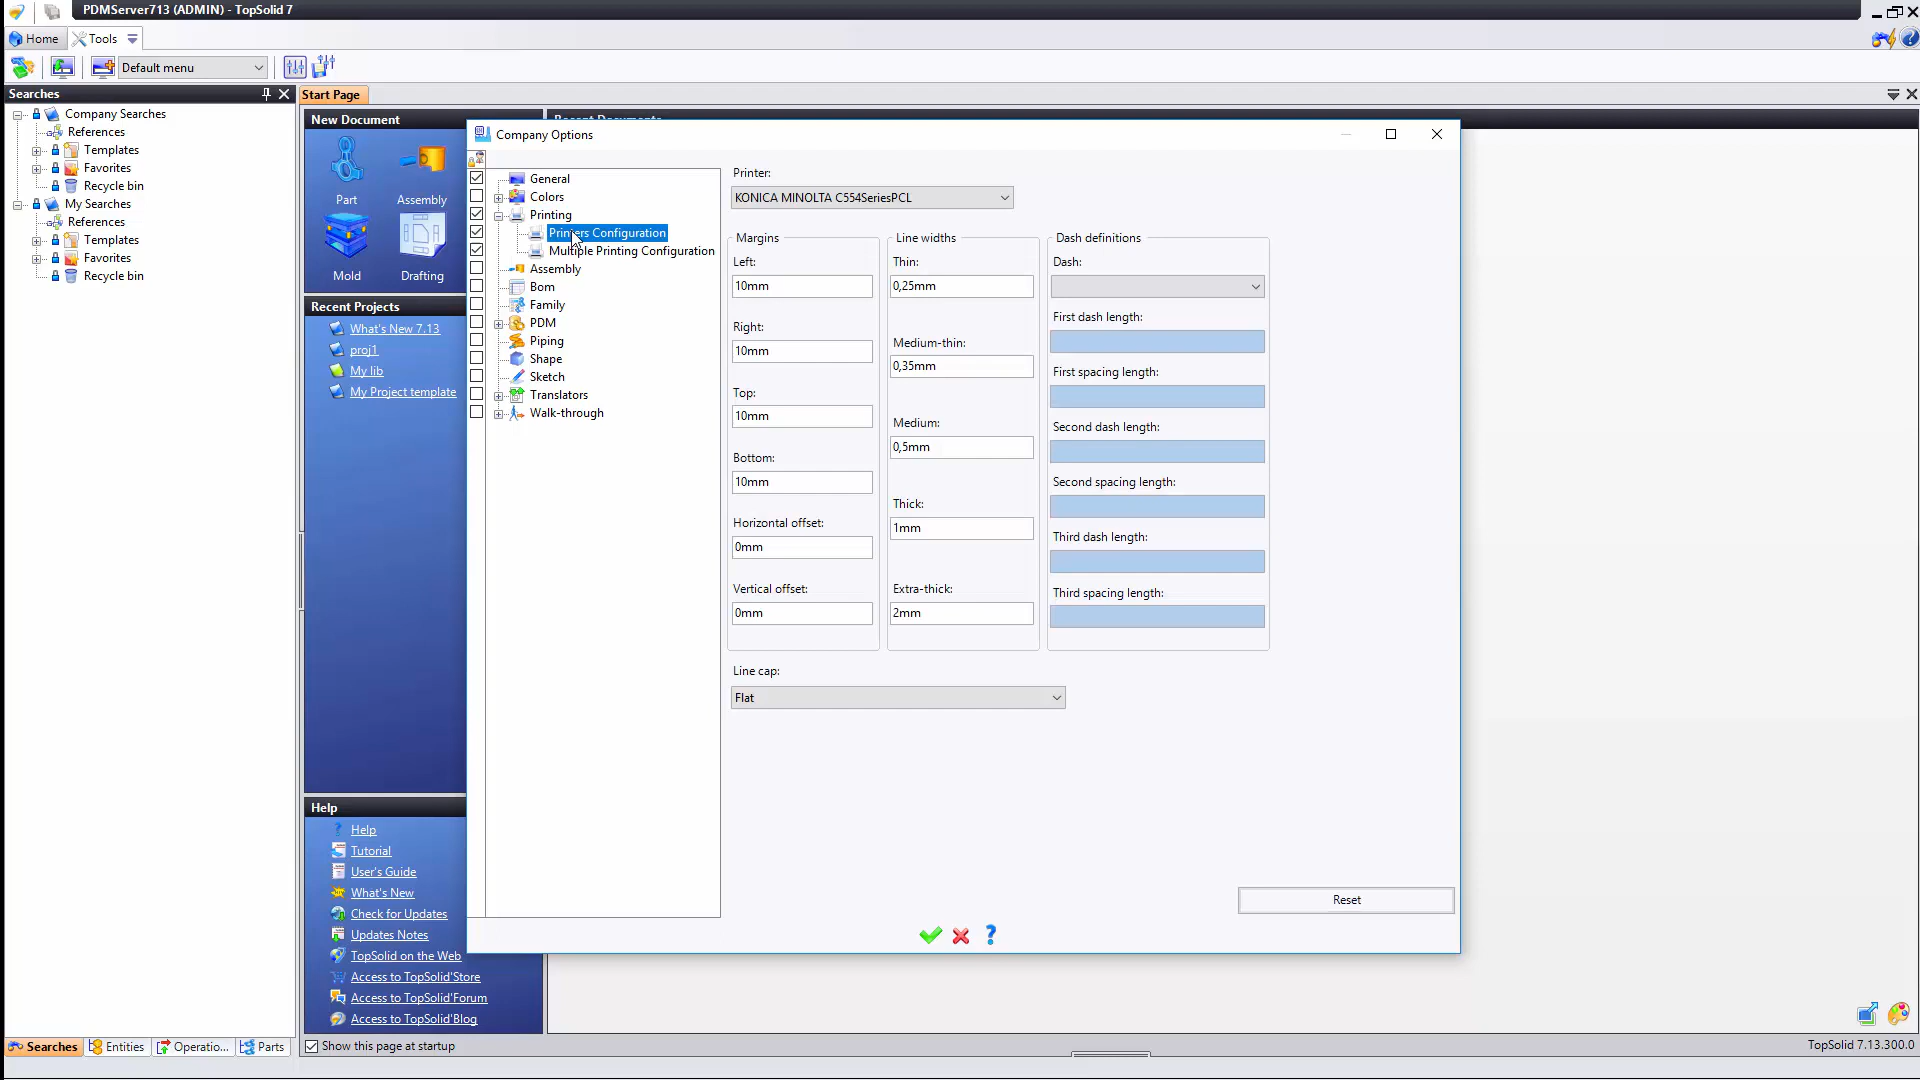 PDMServer713 (ADMIN) - TopSolid 7
Home
Tools
Default menu
Searches
Company Searches
References
Templates
Favorites
Recycle bin
My Searches
References
Templates
Favorites
Recycle bin
Start Page
New Document
Part
Assembly
Mold
Drafting
Recent Projects
What's New 7.13
proj1
My lib
My Project template
Help
Help
Tutorial
User's Guide
What's New
Check for Updates
Updates Notes
TopSolid on the Web
Access to TopSolid'Store
Access to TopSolid'Forum
Access to TopSolid'Blog
Recent Documents
Company Options
General
Colors
Printing
Printers Configuration
Multiple Printing Configuration
Assembly
Bom
Family
PDM
Piping
Shape
Sketch
Translators
Walk-through
Printer:
KONICA MINOLTA C554SeriesPCL
Margins
Left:
10mm
Right:
10mm
Top:
10mm
Bottom:
10mm
Horizontal offset:
0mm
Vertical offset:
0mm
Line widths
Thin:
0,25mm
Medium-thin:
0,35mm
Medium:
0,5mm
Thick:
1mm
Extra-thick:
2mm
Dash definitions
Dash:
First dash length:
First spacing length:
Second dash length:
Second spacing length:
Third dash length:
Third spacing length:
Line cap:
Flat
Reset
Searches
Entities
Operatio...
Parts
Show this page at startup
TopSolid 7.13.300.0